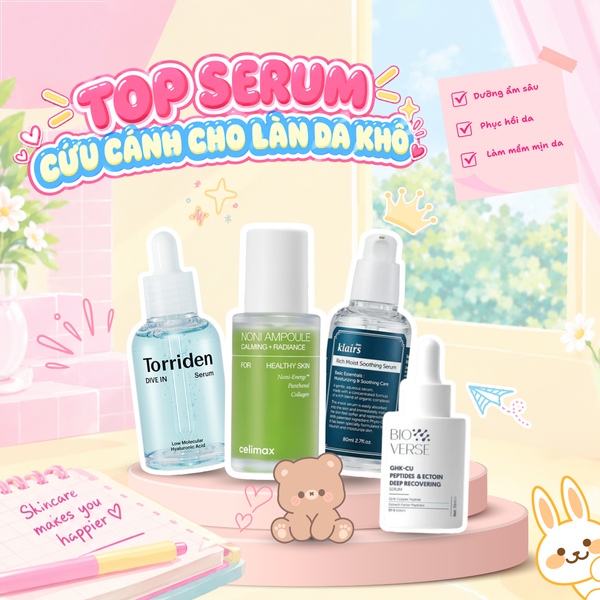 TOP SERUM
CỨU CÁNH CHO LÀN DA KHÔ
Dưỡng ẩm sâu
Phục hồi da
Làm mềm mịn da
Torriden
DIVE IN Serum
Low Molecular
Hyaluronic Acid
NONI AMPOULE
CALMING + RADIANCE
FOR HEALTHY SKIN
Noni-Energy™
Panthenol
Collagen
celimax
klairs
Rich Moist Soothing Serum
Basic Essentials
Moisturizing & Soothing Care
80ml 2.7fl.oz.
BIO
VERSE
GHK-CU
PEPTIDES & ECTOIN
DEEP RECOVERING
SERUM
Skincare
makes you
happier